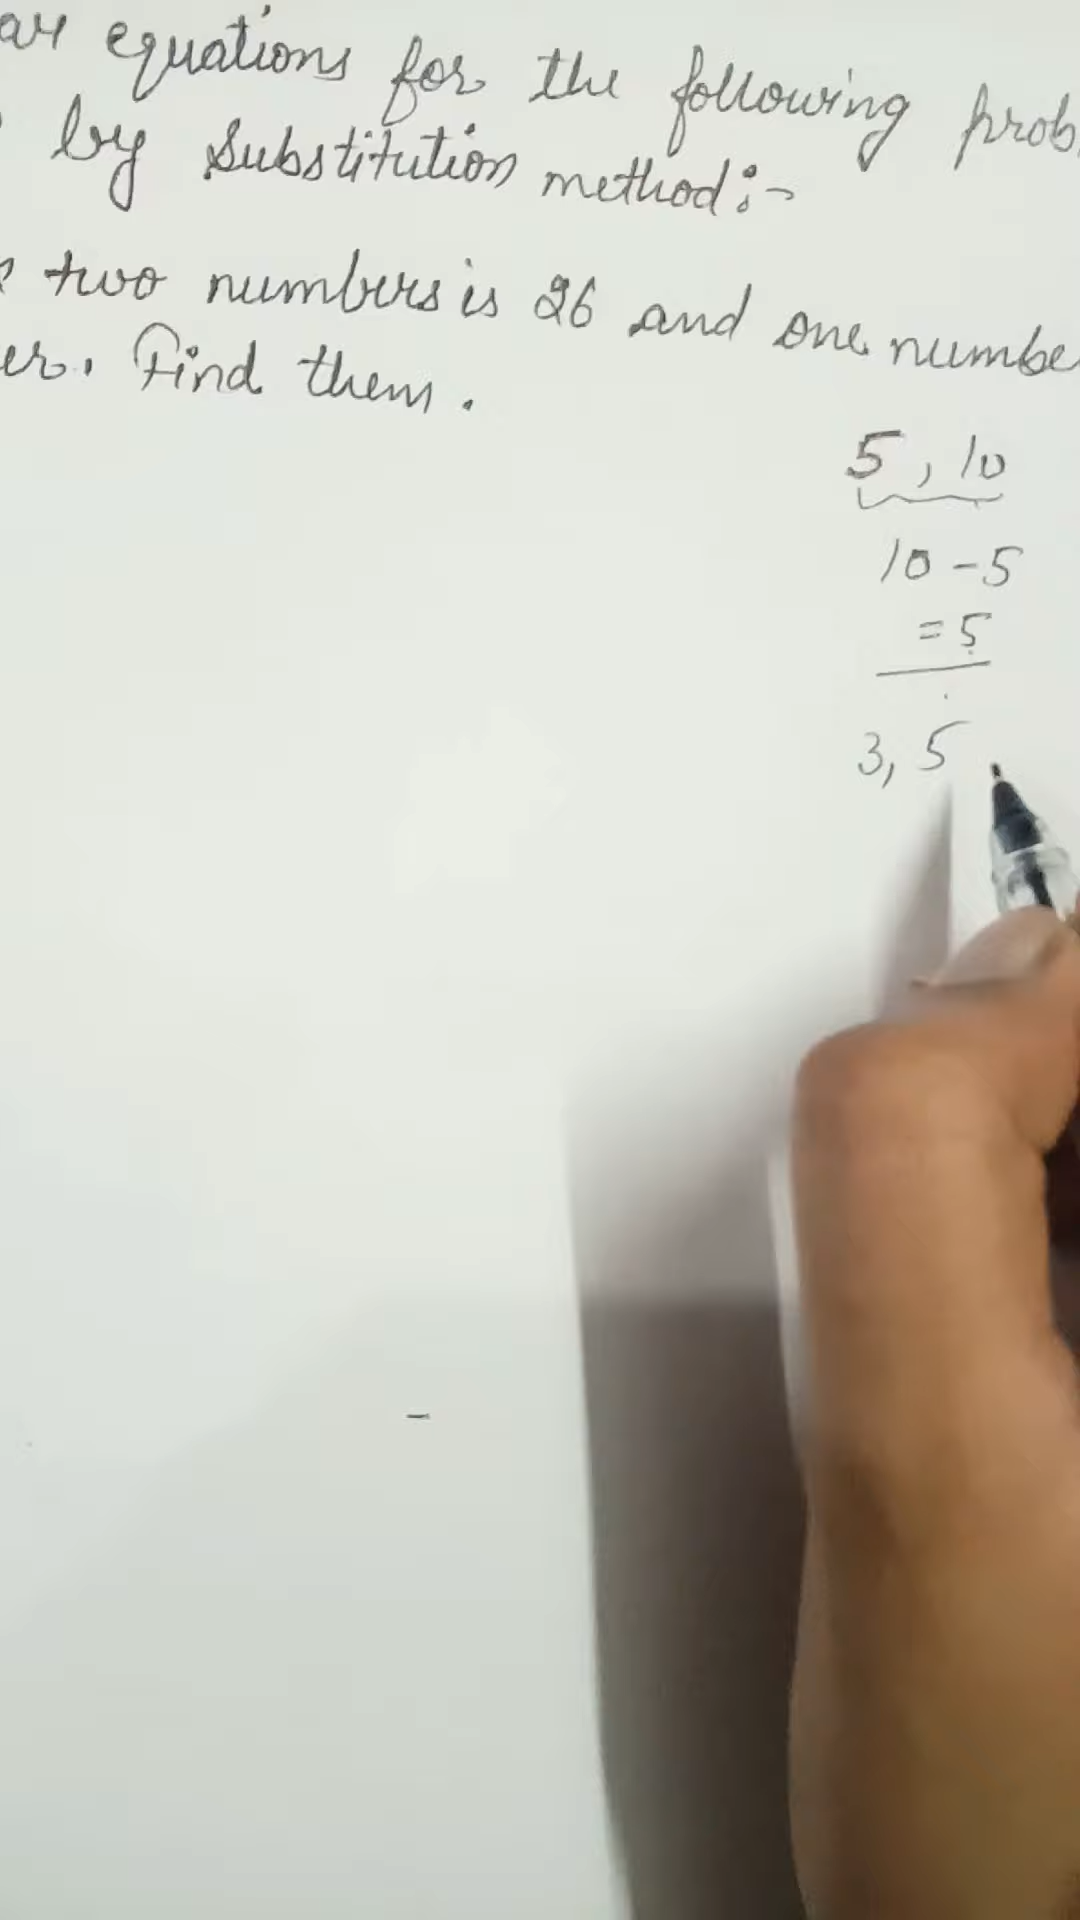 equations for the following prob
by Substitution method:-
two numbers is 26 and one numbe
er. Find them.
5, 10
10 - 5
= 5
3, 5